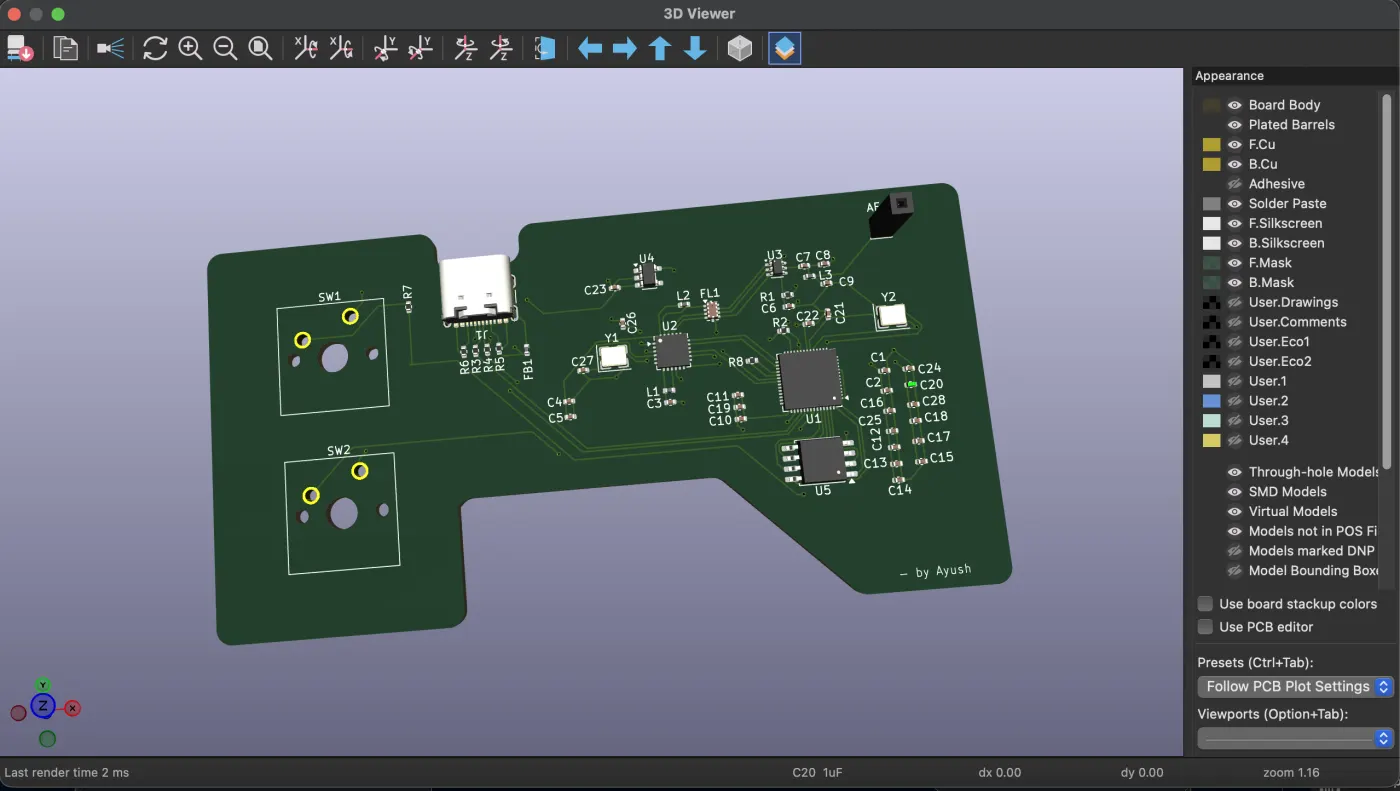 3D Viewer
Appearance
Board Body
Plated Barrels
F.Cu
B.Cu
Adhesive
Solder Paste
F.Silkscreen
B.Silkscreen
F.Mask
B.Mask
User.Drawings
User.Comments
User.Eco1
User.Eco2
User.1
User.2
User.3
User.4
Through-hole Models
SMD Models
Virtual Models
Models not in POS Fi
Models marked DNP
Model Bounding Boxe
Use board stackup colors
Use PCB editor
Presets (Ctrl+Tab):
Follow PCB Plot Settings
Viewports (Option+Tab):
X
X
Y
Y
Z
Z
AE
SW1
R7
J1
R6
R3
R4
R5
FB1
U4
C23
L2
FL1
U3
C7
C8
L3
C9
R1
C6
C22
C21
R2
Y2
C26
U2
Y1
C27
R8
L1
C3
C4
C5
C11
C19
C10
U1
C1
C24
C2
C20
C16
C28
C25
C18
C12
C17
C13
C15
C14
U5
SW2
— by Ayush
Y
Z
X
Last render time 2 ms
C20 1uF
dx 0.00
dy 0.00
zoom 1.16